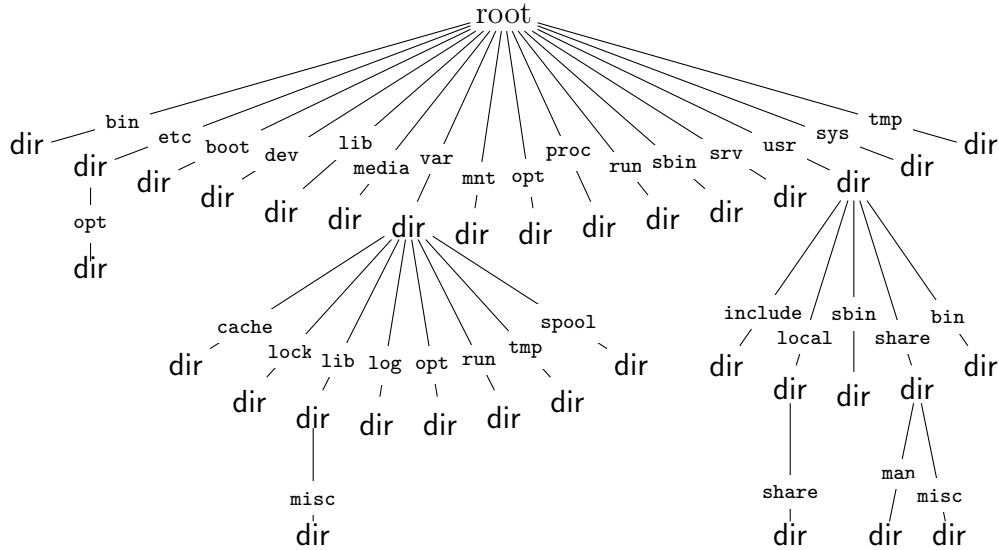 root
bin etc boot dev lib media var mnt opt proc run sbin srv usr sys tmp
dir dir dir dir dir dir dir dir dir dir dir dir dir dir dir dir
opt
dir
cache lock lib log opt run tmp spool include local sbin share bin
dir dir dir dir dir dir dir dir dir dir dir dir dir
misc share man misc
dir dir dir dir